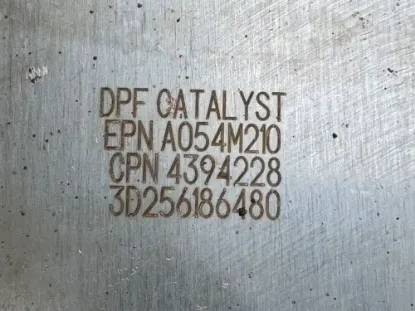 DPF CATALYST
EPN A054M210
CPN 4394228
3D256186480